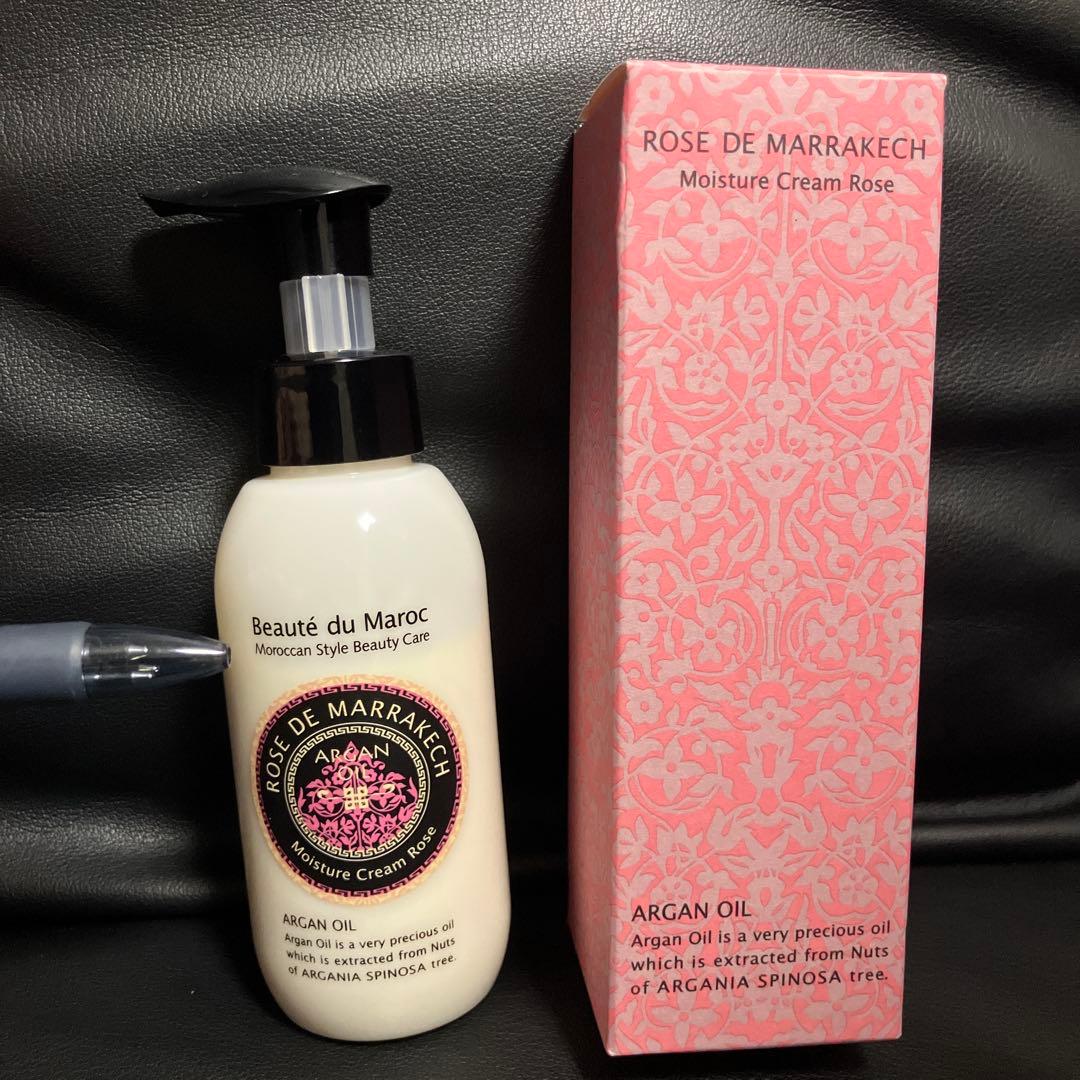 Beauté du Maroc
Moroccan Style Beauty Care
ROSE DE MARRAKECH
ARGAN
OIL
Moisture Cream Rose
ARGAN OIL
Argan Oil is a very precious oil
which is extracted from Nuts
of ARGANIA SPINOSA tree.
ROSE DE MARRAKECH
Moisture Cream Rose
ARGAN OIL
Argan Oil is a very precious oil
which is extracted from Nuts
of ARGANIA SPINOSA tree.